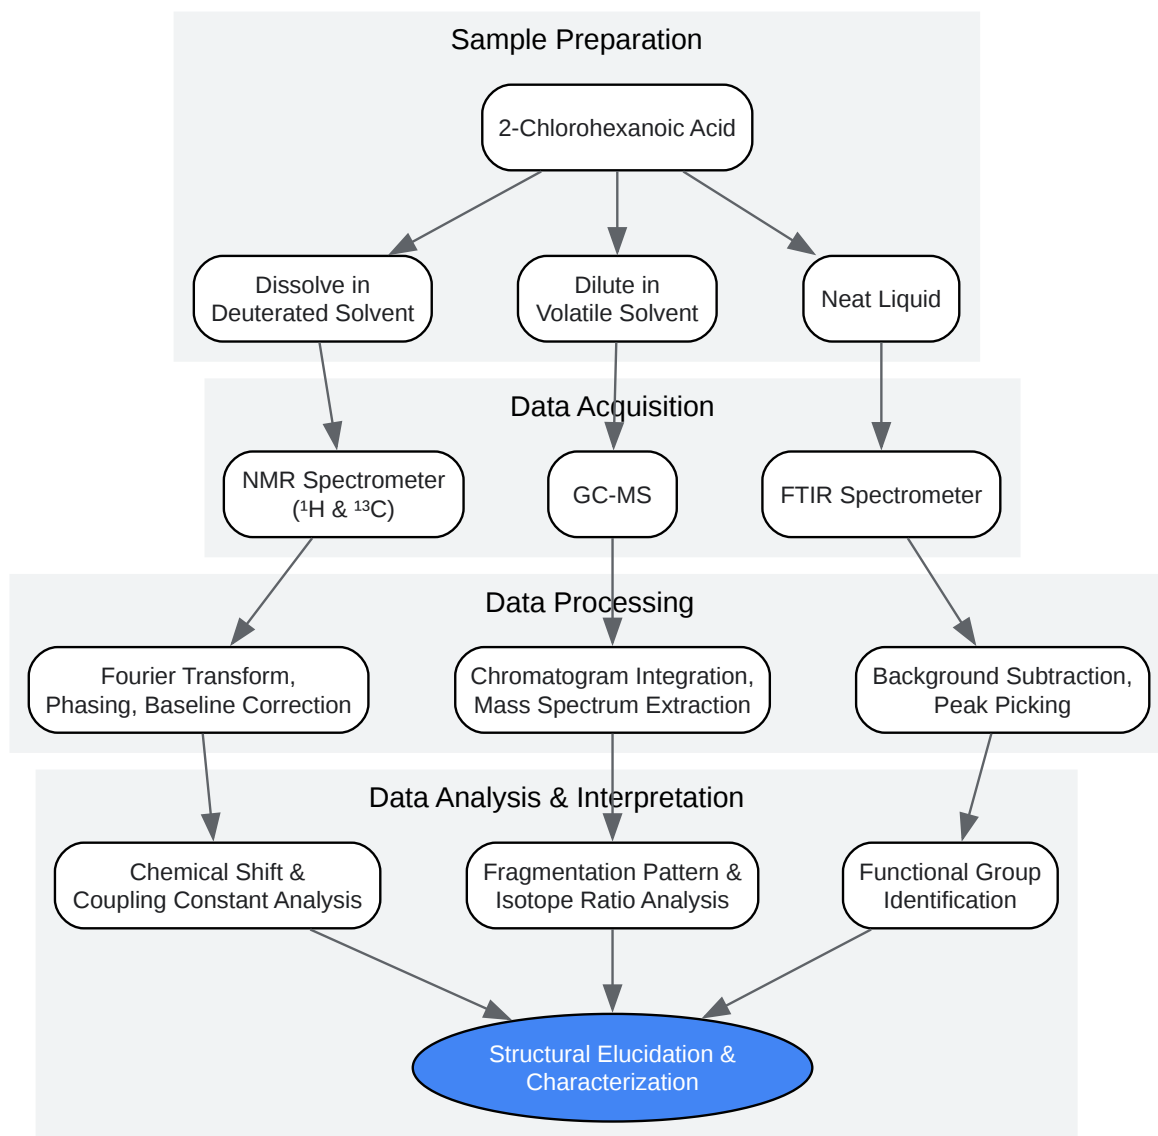 Sample Preparation
2-Chlorohexanoic Acid
Dissolve in
Deuterated Solvent
Dilute in
Volatile Solvent
Neat Liquid
Data Acquisition
NMR Spectrometer
(¹H & ¹³C)
GC-MS
FTIR Spectrometer
Data Processing
Fourier Transform,
Phasing, Baseline Correction
Chromatogram Integration,
Mass Spectrum Extraction
Background Subtraction,
Peak Picking
Data Analysis & Interpretation
Chemical Shift &
Coupling Constant Analysis
Fragmentation Pattern &
Isotope Ratio Analysis
Functional Group
Identification
Structural Elucidation &
Characterization